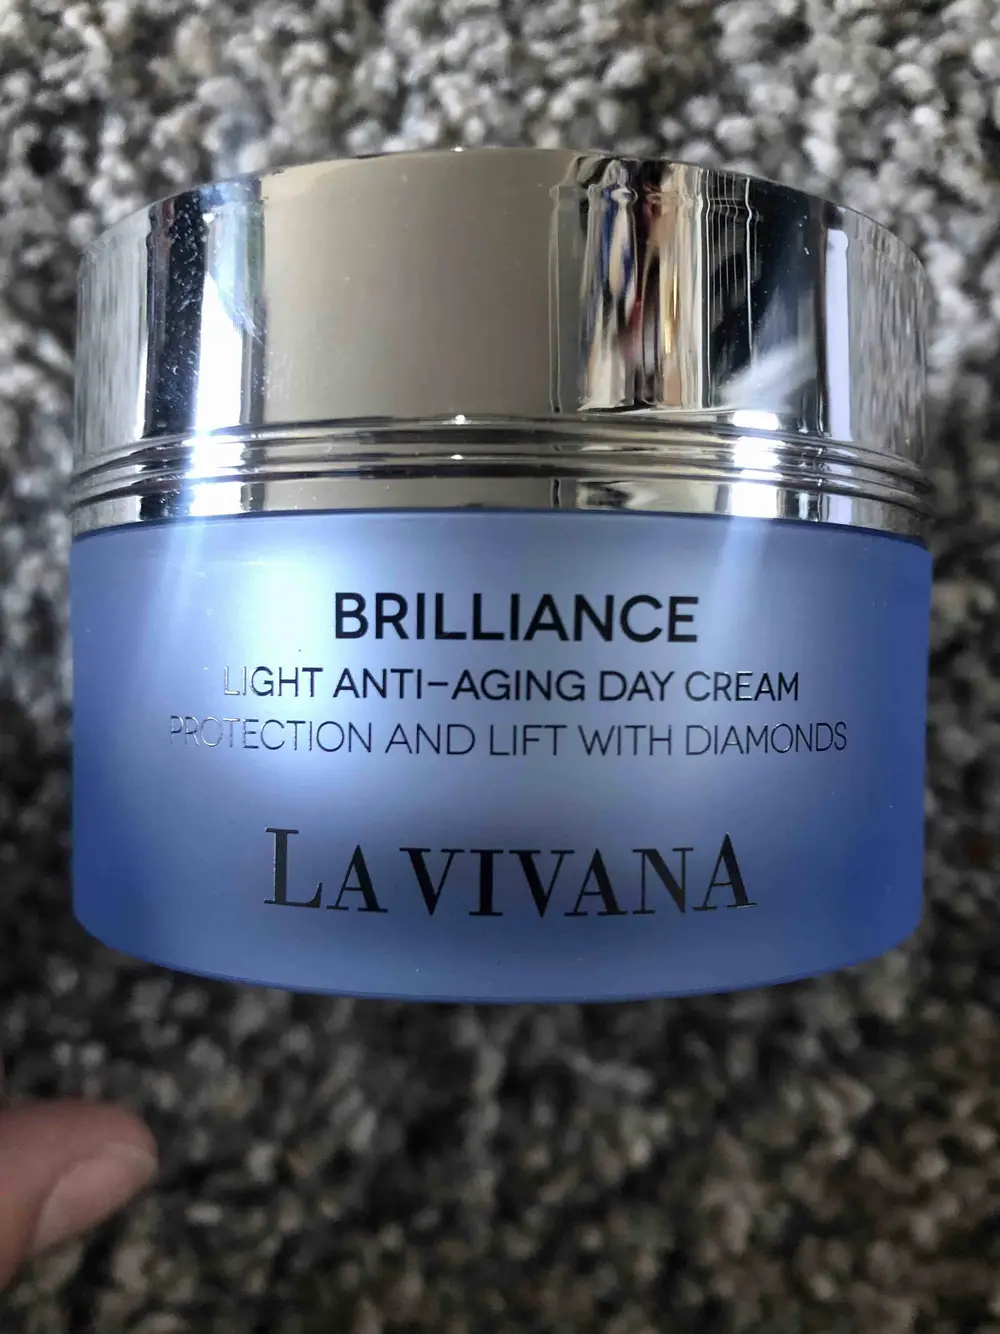 BRILLIANCE
LIGHT ANTI-AGING DAY CREAM
PROTECTION AND LIFT WITH DIAMONDS
LA VIVANA